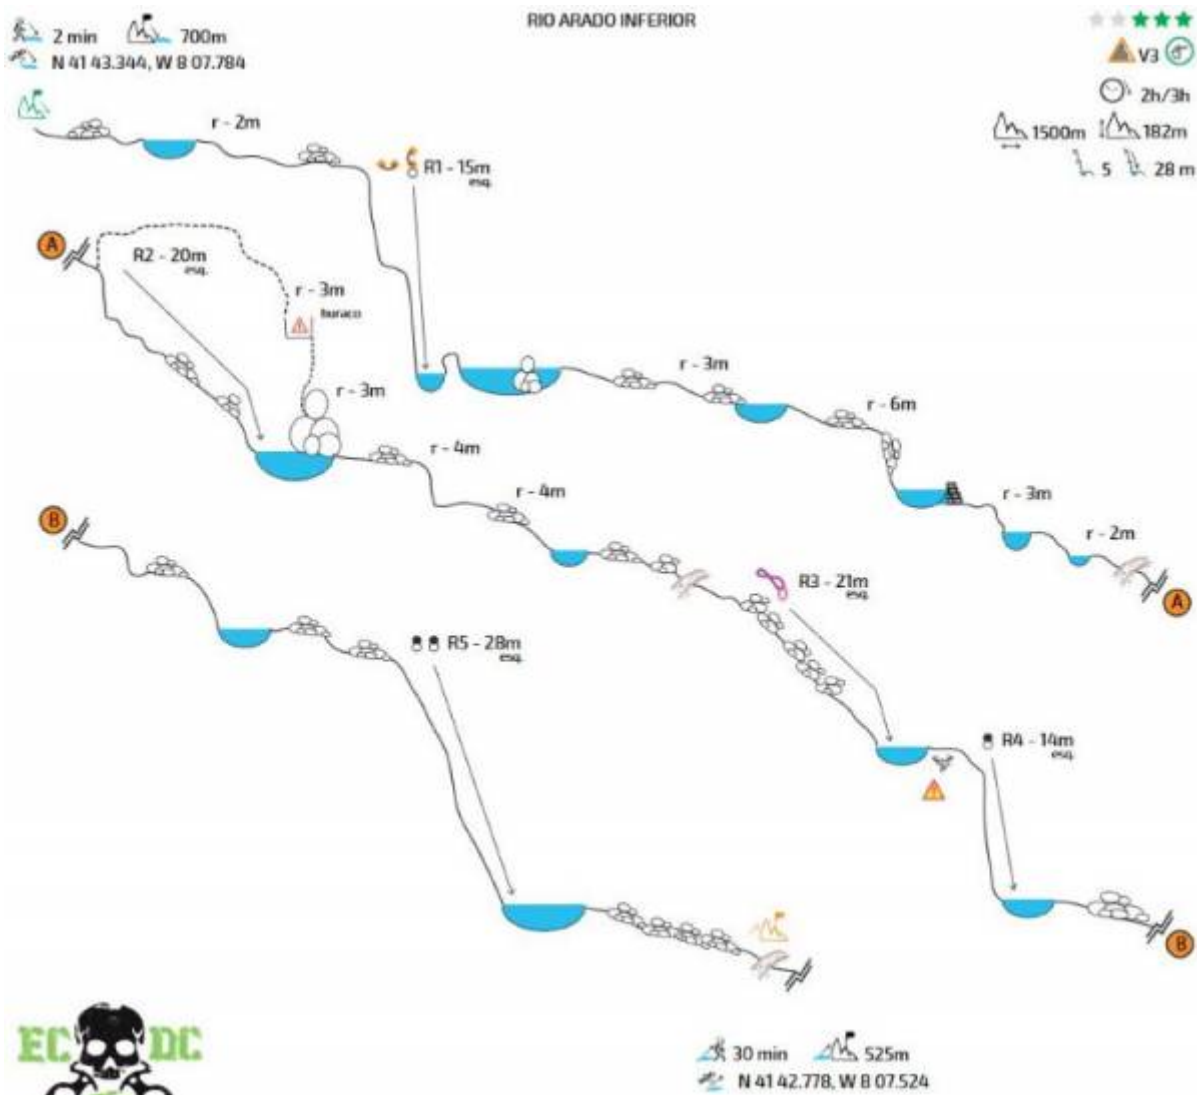 RIO ARADO INFERIOR
2 min 700m
N 41 43.344, W 8 07.784
V3
2h/3h
1500m 182m
5 28 m
r - 2m
R1 - 15m
esq.
A
R2 - 20m
esq.
r - 3m
buraco
r - 3m
r - 3m
r - 6m
r - 4m
r - 4m
r - 3m
r - 2m
B
R3 - 21m
esq.
A
R5 - 28m
esq.
R4 - 14m
esq.
B
EC DC
30 min 525m
N 41 42.778, W 8 07.524